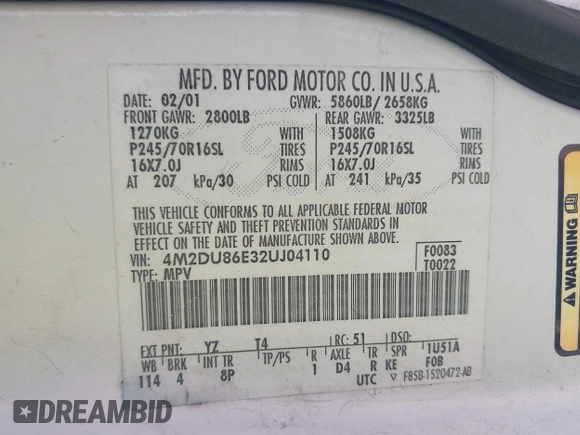 MFD. BY FORD MOTOR CO. IN U.S.A.
DATE: 02/01 GVWR: 5860LB/ 2658KG
FRONT GAWR: 2800LB REAR GAWR: 3325LB
1270KG WITH 1508KG WITH
P245/70R16SL TIRES P245/70R16SL TIRES
16X7.0J RIMS 16X7.0J RIMS
AT 207 kPa/30 PSI COLD AT 241 kPa/35 PSI COLD
THIS VEHICLE CONFORMS TO ALL APPLICABLE FEDERAL MOTOR
VEHICLE SAFETY AND THEFT PREVENTION STANDARDS IN
EFFECT ON THE DATE OF MANUFACTURE SHOWN ABOVE.
VIN: 4M2DU86E32UJ04110 F0083
TYPE: MPV T0022
EXT PNT: YZ T4 RC: 51 DSO:
WB BRK INT TR TP/PS R AXLE TR SPR 1U51A
114 4 8P 1 D4 R KE FOB
UTC F85B-1520472-AB
WARNING
DREAMBID